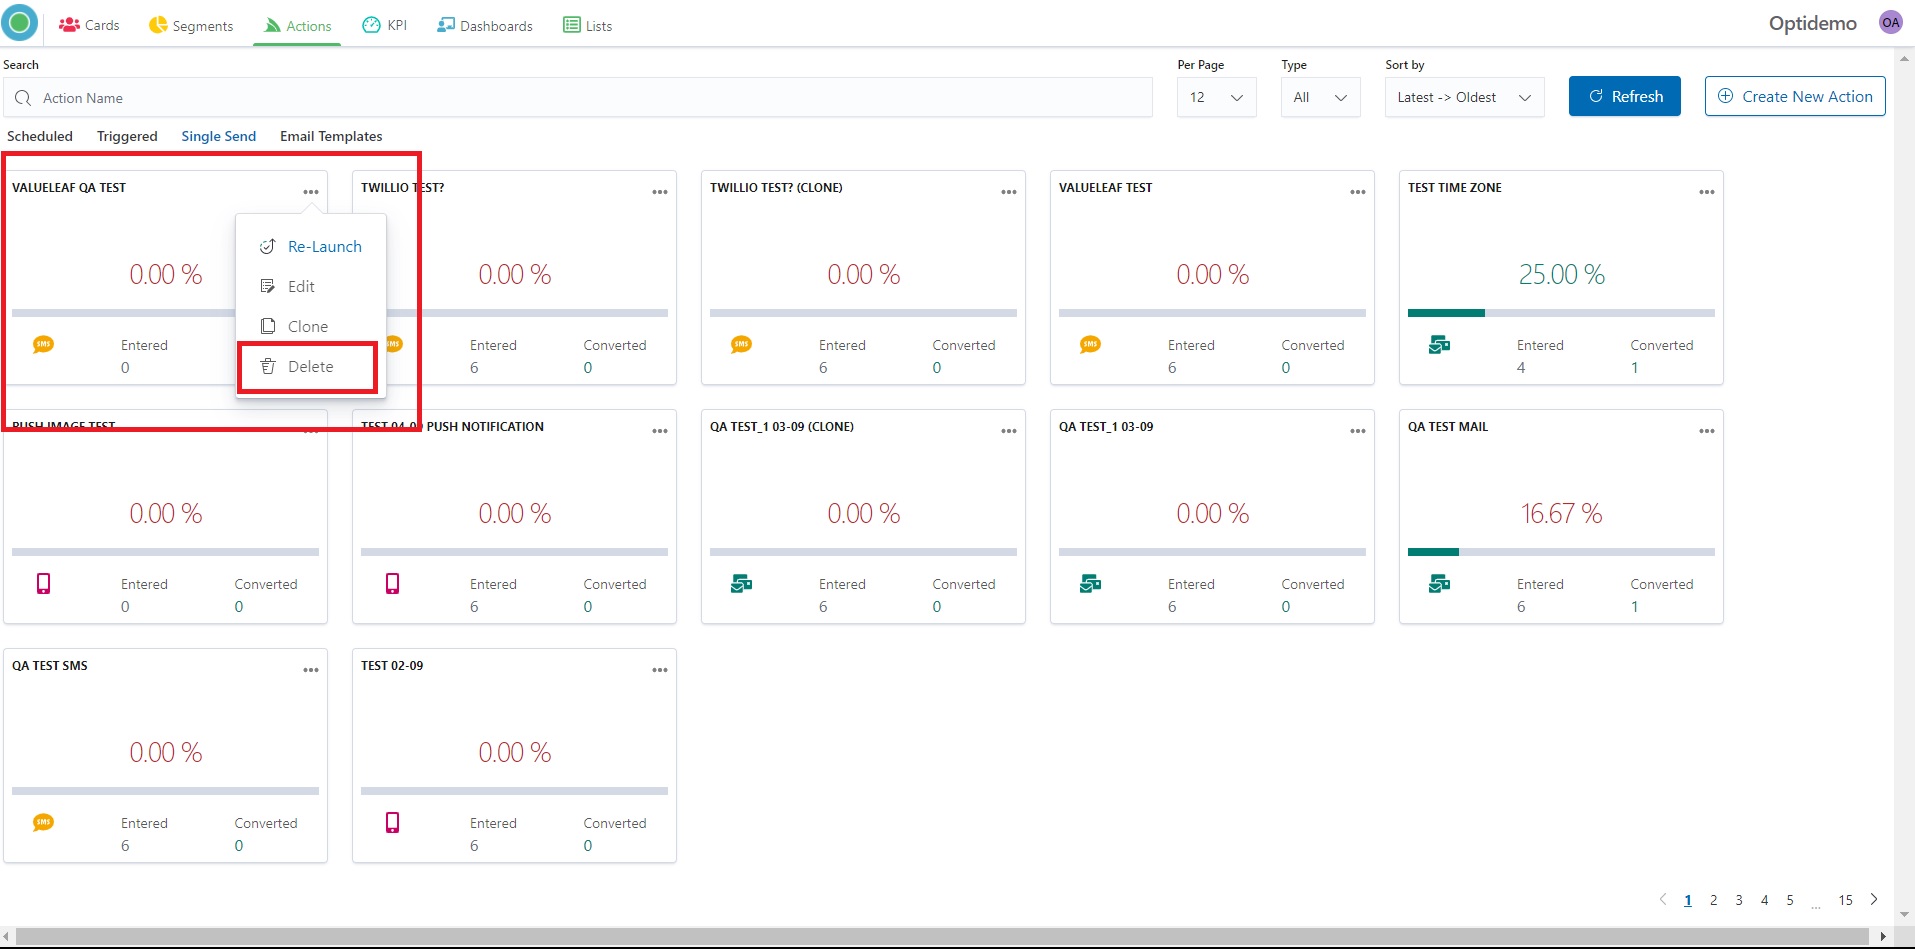 Cards
Segments
Actions
KPI
Dashboards
Lists
Optidemo
OA
Search
Action Name
Per Page
12
Type
All
Sort by
Latest -> Oldest
Refresh
Create New Action
Scheduled
Triggered
Single Send
Email Templates
VALUELEAF QA TEST
0.00 %
SMS
Entered
0
Re-Launch
Edit
Clone
Delete
TWILLIO TEST?
0.00 %
SMS
Entered
6
Converted
0
TWILLIO TEST? (CLONE)
0.00 %
SMS
Entered
6
Converted
0
VALUELEAF TEST
0.00 %
SMS
Entered
6
Converted
0
TEST TIME ZONE
25.00 %
Entered
4
Converted
1
PUSH IMAGE TEST
0.00 %
Entered
0
Converted
0
TEST 04-09 PUSH NOTIFICATION
0.00 %
Entered
6
Converted
0
QA TEST_1 03-09 (CLONE)
0.00 %
Entered
6
Converted
0
QA TEST_1 03-09
0.00 %
Entered
6
Converted
0
QA TEST MAIL
16.67 %
Entered
6
Converted
1
QA TEST SMS
0.00 %
SMS
Entered
6
Converted
0
TEST 02-09
0.00 %
Entered
6
Converted
0
1 2 3 4 5 ... 15